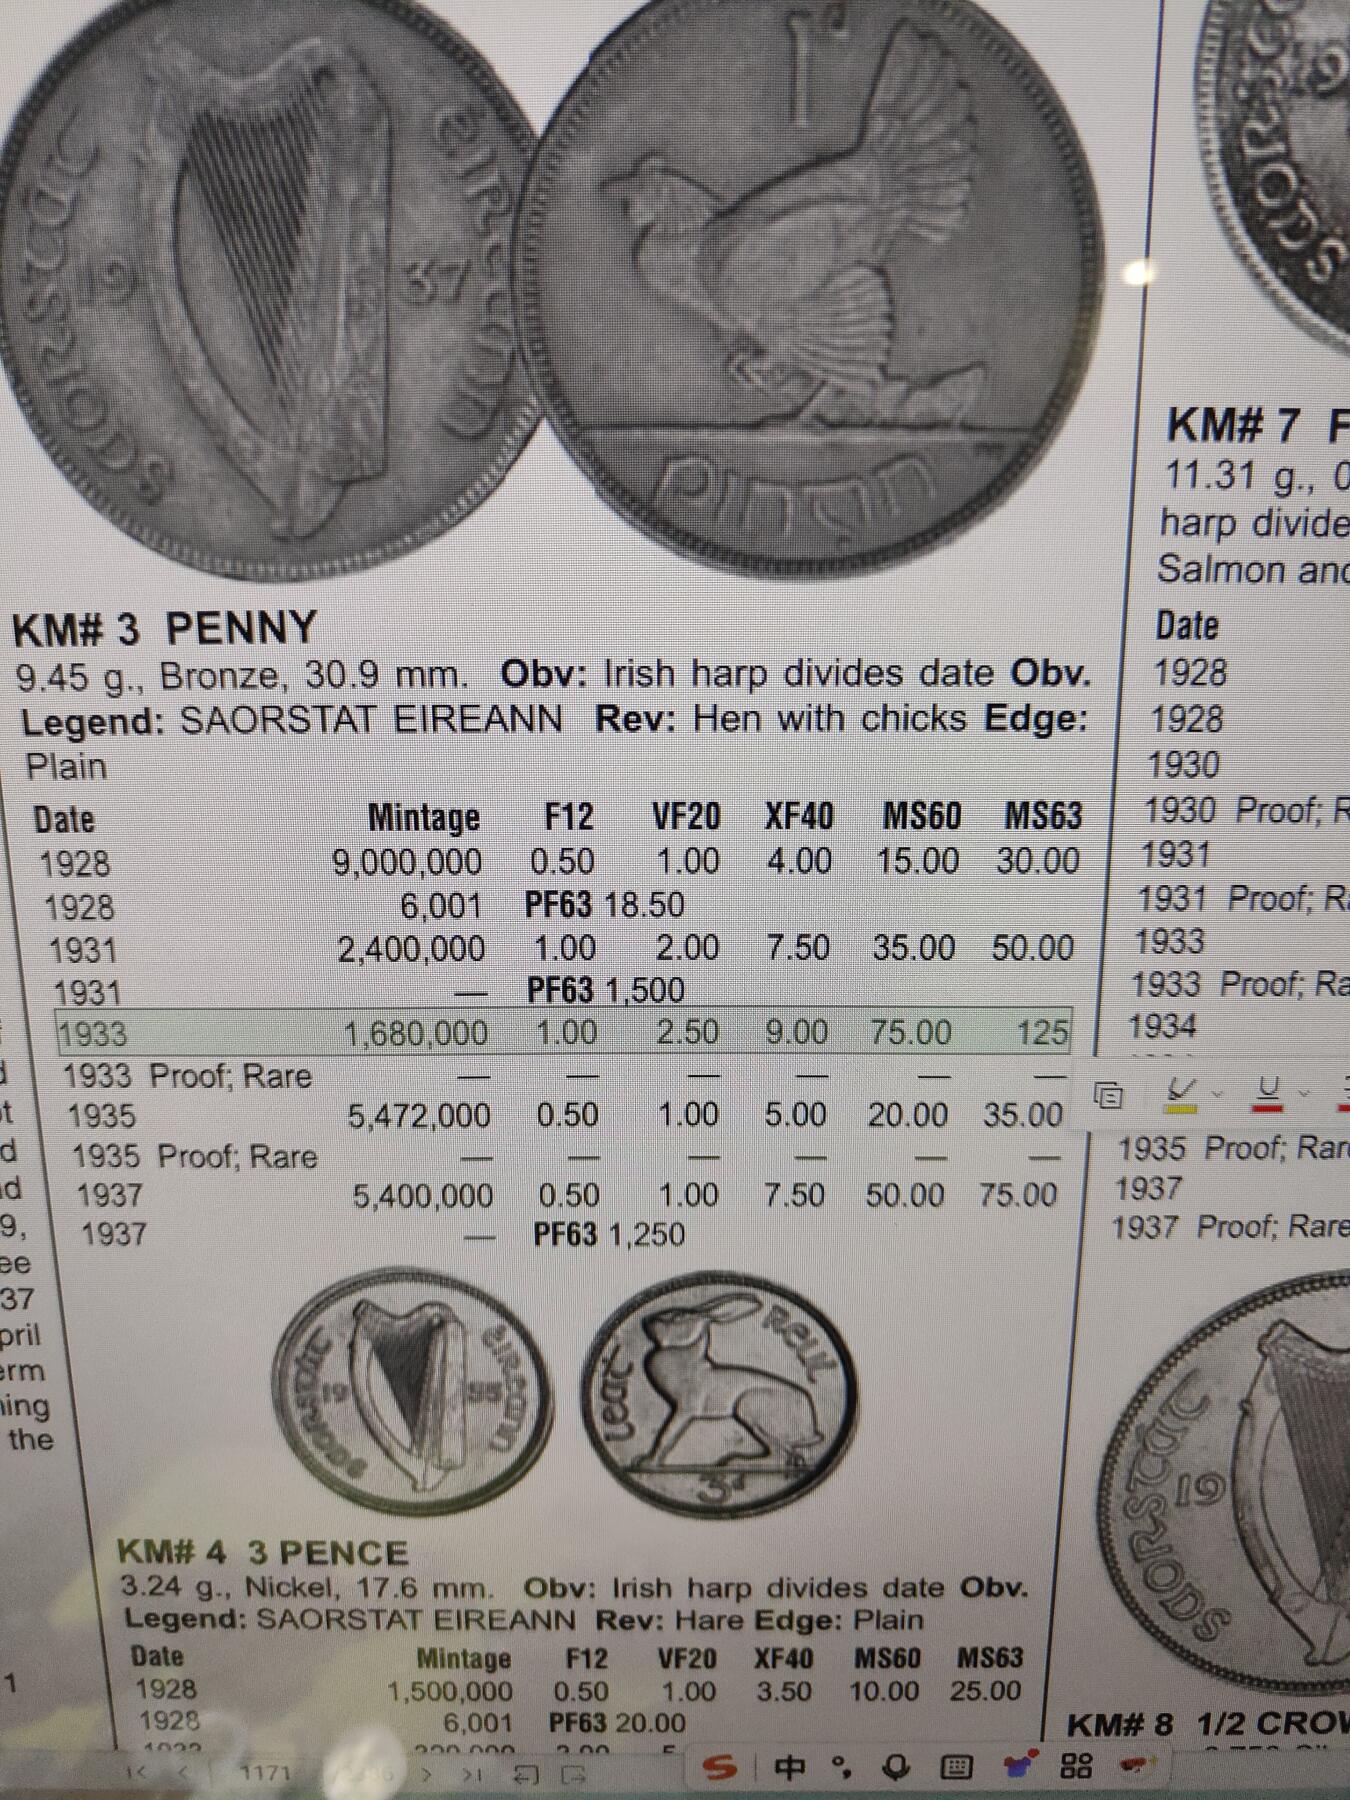 SAORSTÁT
EIREANN
19
37
1d
PINGIN
KM# 3 PENNY
9.45 g., Bronze, 30.9 mm. Obv: Irish harp divides date Obv.
Legend: SAORSTAT EIREANN Rev: Hen with chicks Edge:
Plain
Date Mintage F12 VF20 XF40 MS60 MS63
1928 9,000,000 0.50 1.00 4.00 15.00 30.00
1928 6,001 PF63 18.50
1931 2,400,000 1.00 2.00 7.50 35.00 50.00
1931 — PF63 1,500
1933 1,680,000 1.00 2.50 9.00 75.00 125
1933 Proof; Rare — — — — — —
1935 5,472,000 0.50 1.00 5.00 20.00 35.00
1935 Proof; Rare — — — — — —
1937 5,400,000 0.50 1.00 7.50 50.00 75.00
1937 — PF63 1,250
SAORSTÁT
EIREANN
19
35
LEAT REUL
3d
KM# 4 3 PENCE
3.24 g., Nickel, 17.6 mm. Obv: Irish harp divides date Obv.
Legend: SAORSTAT EIREANN Rev: Hare Edge: Plain
Date Mintage F12 VF20 XF40 MS60 MS63
1928 1,500,000 0.50 1.00 3.50 10.00 25.00
1928 6,001 PF63 20.00
KM# 7
11.31 g., 0
harp divide
Salmon and
Date
1928
1928
1930
1930 Proof; R
1931
1931 Proof; Ra
1933
1933 Proof; Ra
1934
1935 Proof; Rare
1937
1937 Proof; Rare
SAORSTÁT
19
KM# 8 1/2 CROW
9,
37
the
1
1171
中